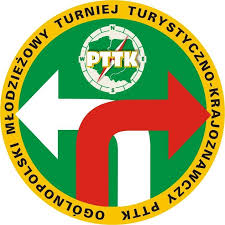 OGÓLNOPOLSKI MŁODZIEŻOWY TURNIEJ TURYSTYCZNO-KRAJOZNAWCZY PTTK
N
W PTTK E
S